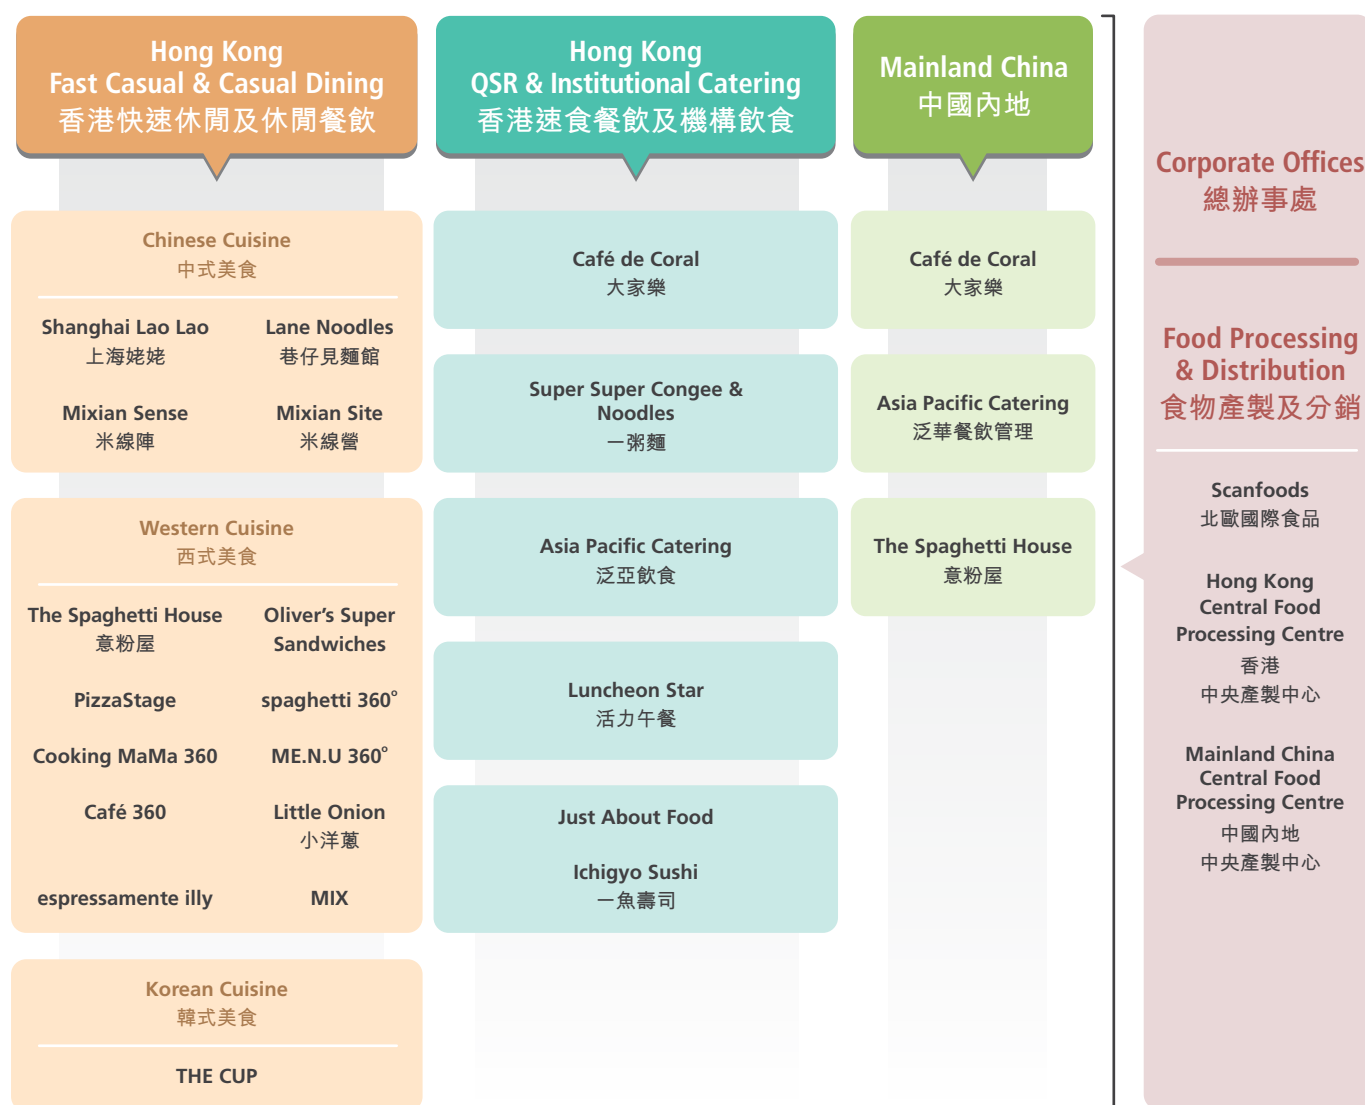 Hong Kong
Fast Casual & Casual Dining
香港快速休閒及休閒餐飲
Chinese Cuisine
中式美食
Shanghai Lao Lao
上海姥姥
Lane Noodles
巷仔見麵館
Mixian Sense
米線陣
Mixian Site
米線營
Western Cuisine
西式美食
The Spaghetti House
意粉屋
Oliver’s Super
Sandwiches
PizzaStage
spaghetti 360°
Cooking MaMa 360
ME.N.U 360°
Café 360
Little Onion
小洋蔥
espressamente illy
MIX
Korean Cuisine
韓式美食
THE CUP
Hong Kong
QSR & Institutional Catering
香港速食餐飲及機構飲食
Café de Coral
大家樂
Super Super Congee &
Noodles
一粥麵
Asia Pacific Catering
泛亞飲食
Luncheon Star
活力午餐
Just About Food
Ichigyo Sushi
一魚壽司
Mainland China
中國內地
Café de Coral
大家樂
Asia Pacific Catering
泛華餐飲管理
The Spaghetti House
意粉屋
Corporate Offices
總辦事處
Food Processing
& Distribution
食物產製及分銷
Scanfoods
北歐國際食品
Hong Kong
Central Food
Processing Centre
香港
中央產製中心
Mainland China
Central Food
Processing Centre
中國內地
中央產製中心